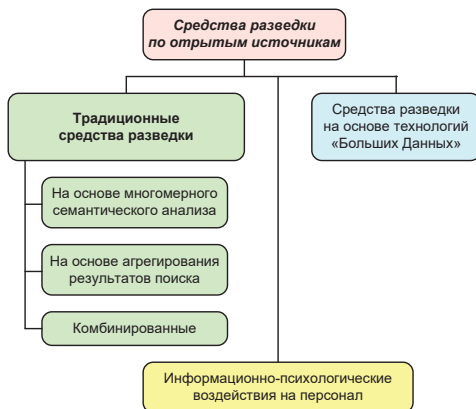 Средства разведки
по отрытым источникам
Традиционные
средства разведки
Средства разведки
на основе технологий
«Больших Данных»
На основе многомерного
семантического анализа
На основе агрегирования
результатов поиска
Комбинированные
Информационно-психологические
воздействия на персонал